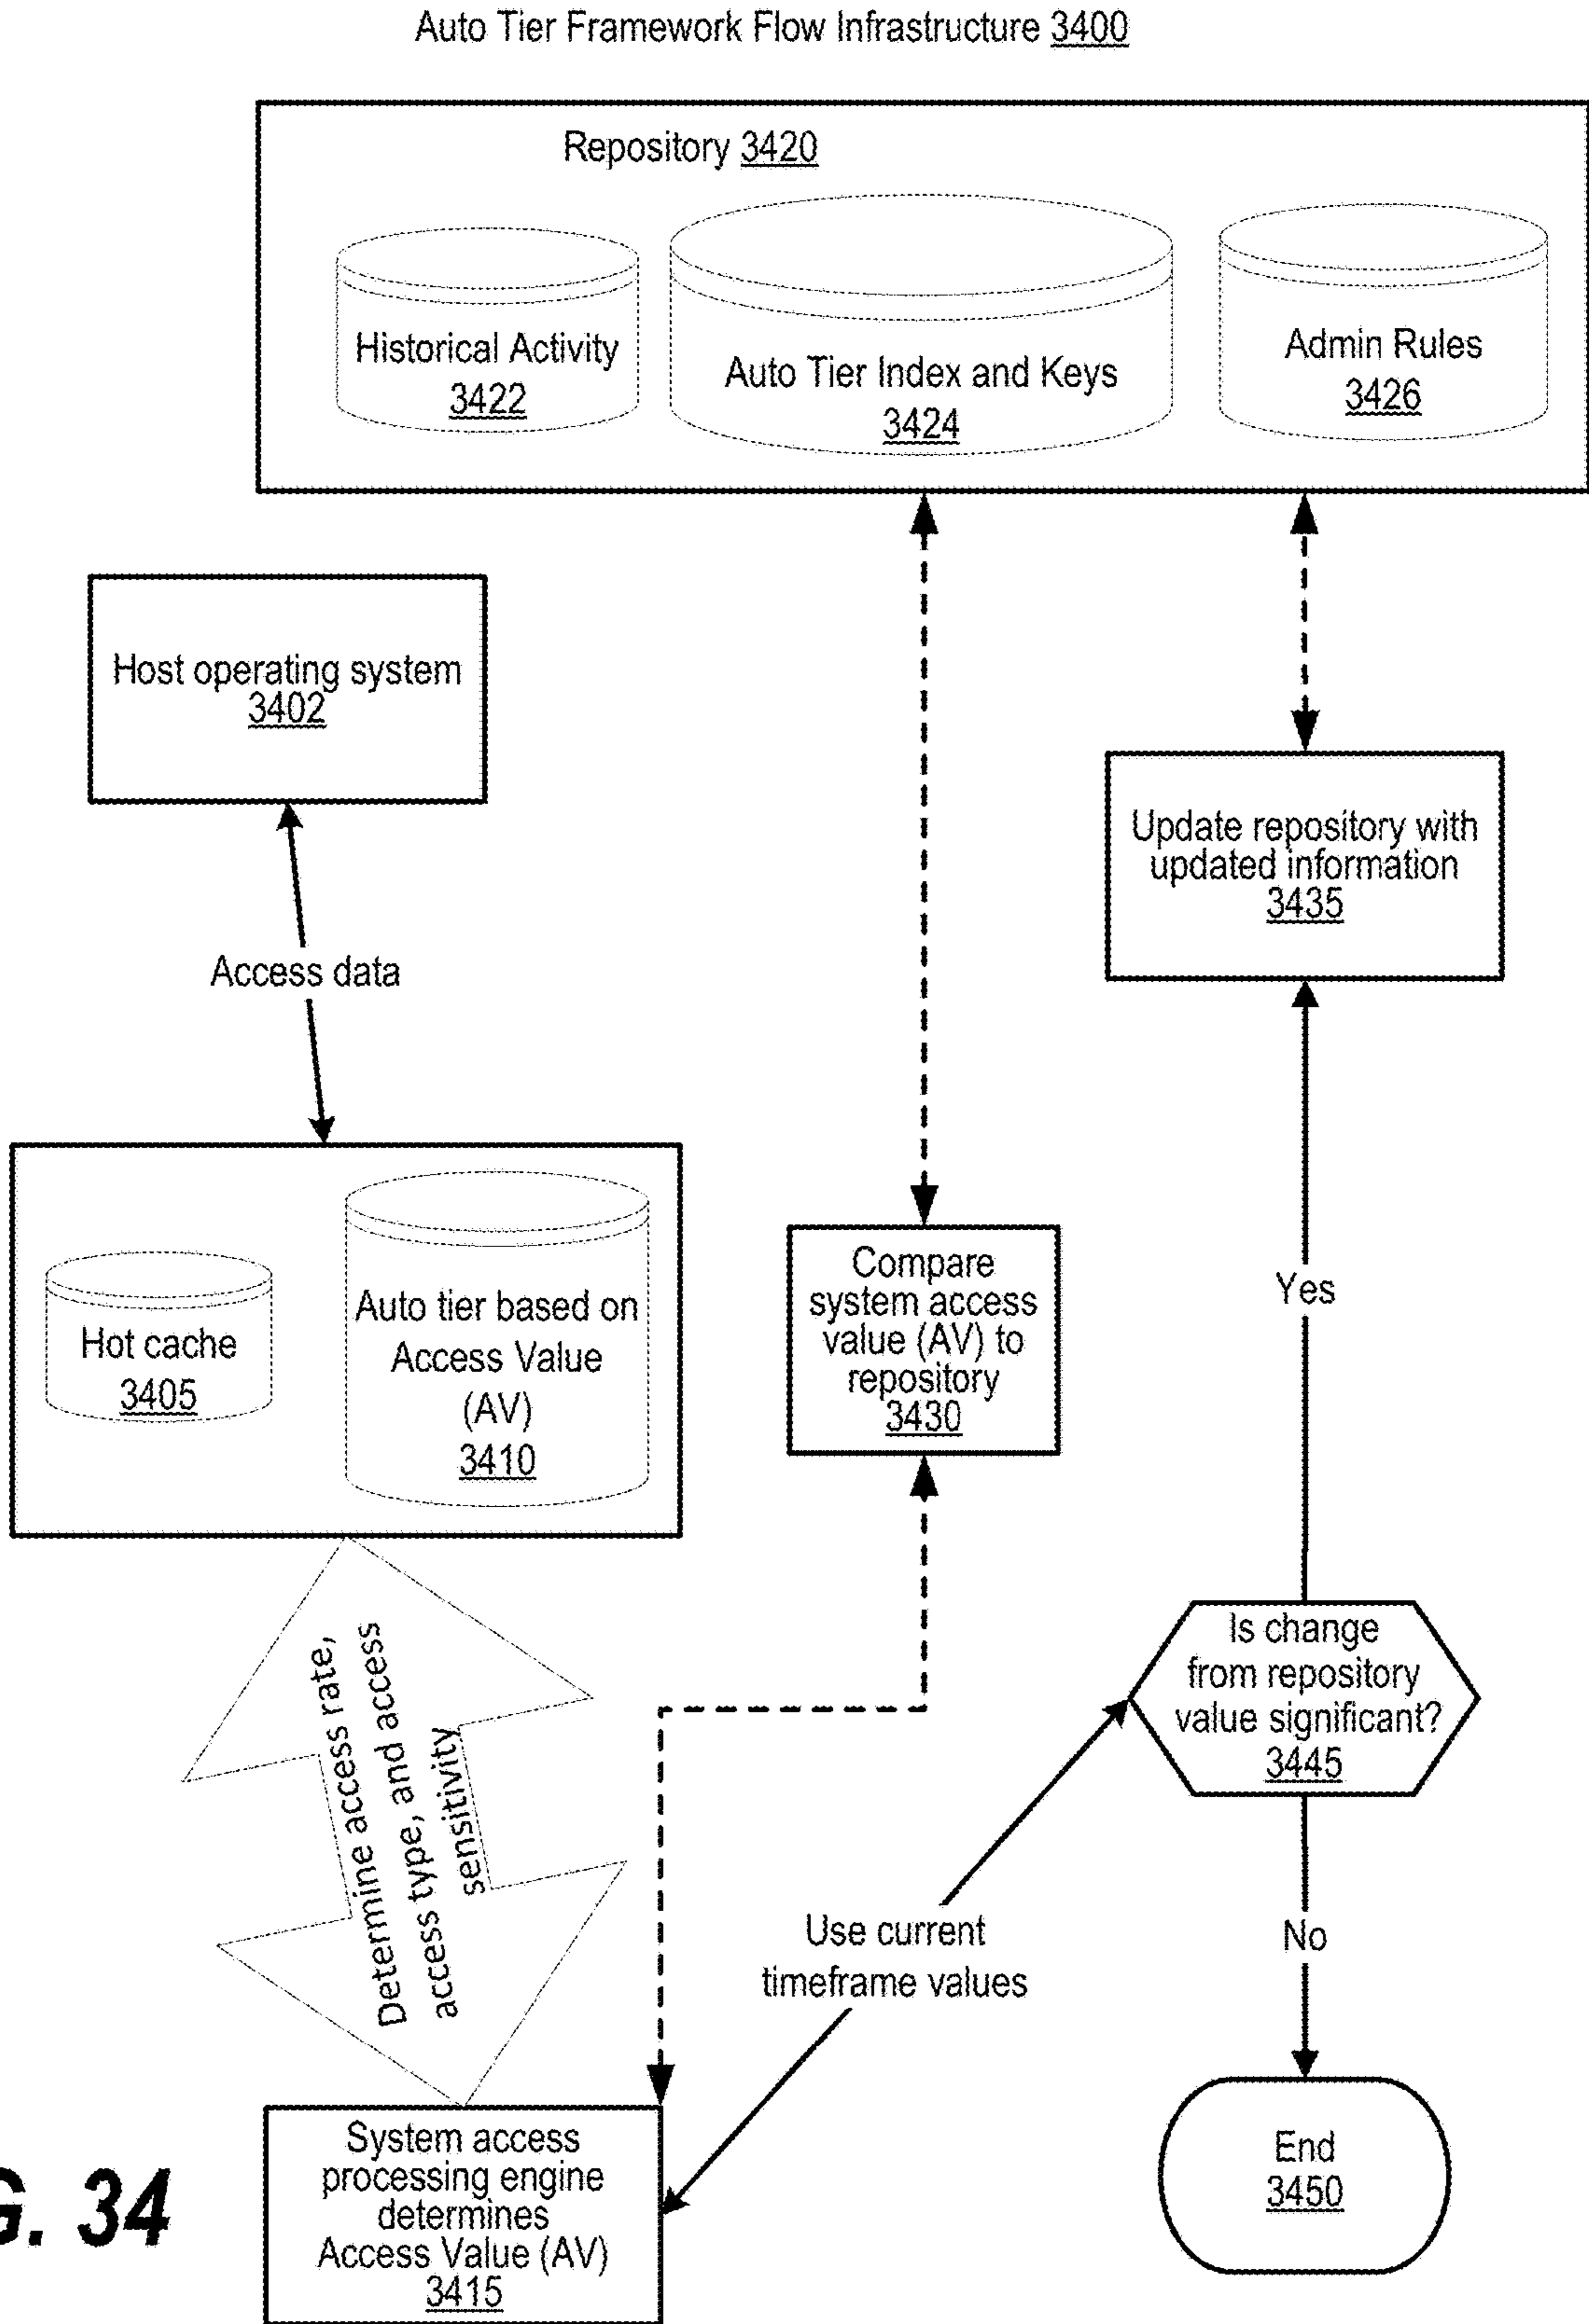 Auto Tier Framework Flow Infrastructure 3400
Repository 3420
Historical Activity
3422
Auto Tier Index and Keys
3424
Admin Rules
3426
Host operating system
3402
Update repository with
updated information
3435
Access data
Hot cache
3405
Auto tier based on
Access Value
(AV)
3410
Compare
system access
value (AV) to
repository
3430
Yes
Is change
from repository
value significant?
3445
Determine access rate,
access type, and access
sensitivity
Use current
timeframe values
No
System access
processing engine
determines
Access Value (AV)
3415
End
3450
G. 34